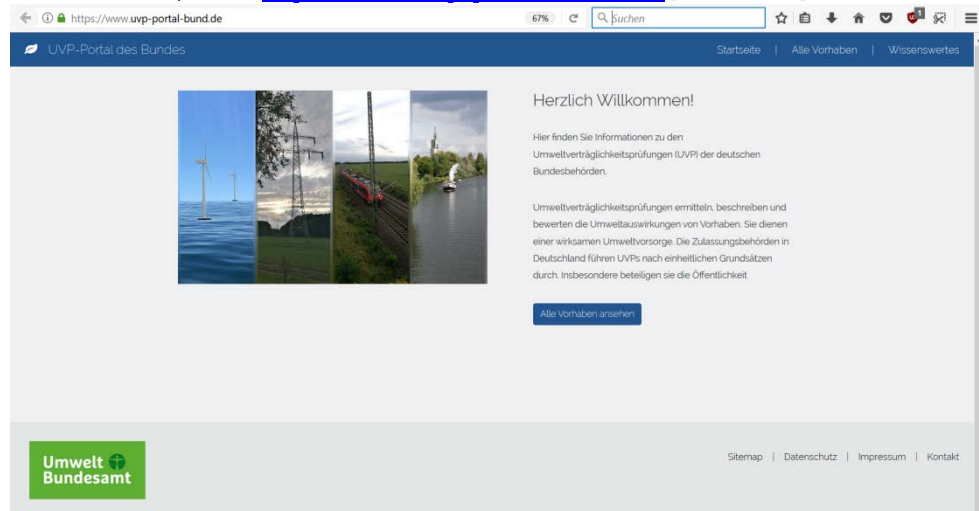 https://www.uvp-portal-bund.de
67%
Suchen
1
UVP-Portal des Bundes
Startseite | Alle Vorhaben | Wissenswertes
Herzlich Willkommen!
Hier finden Sie Informationen zu den
Umweltverträglichkeitsprüfungen (UVP) der deutschen
Bundesbehörden.
Umweltverträglichkeitsprüfungen ermitteln, beschreiben und
bewerten die Umweltauswirkungen von Vorhaben. Sie dienen
einer wirksamen Umweltvorsorge. Die Zulassungsbehörden in
Deutschland führen UVPs nach einheitlichen Grundsätzen
durch. Insbesondere beteiligen sie die Öffentlichkeit
Alle Vorhaben ansehen
Umwelt
Bundesamt
Sitemap | Datenschutz | Impressum | Kontakt